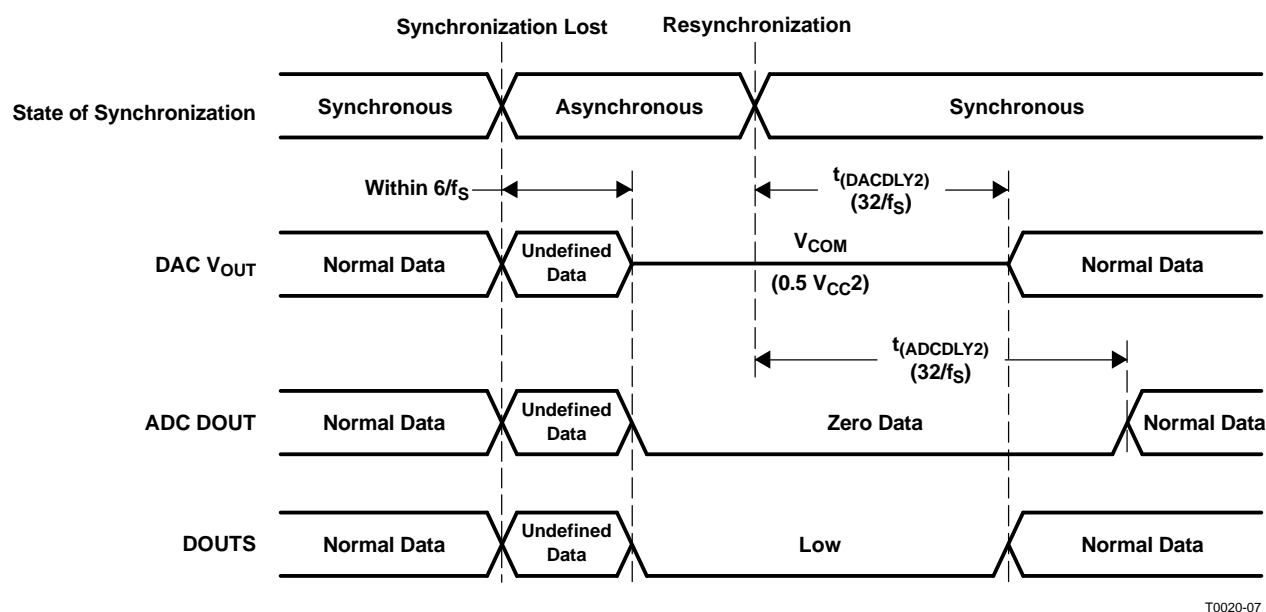 Synchronization Lost
Resynchronization
State of Synchronization
Synchronous
Asynchronous
Synchronous
Within 6/fS
t(DACDLY2)
(32/fS)
DAC VOUT
Normal Data
Undefined
Data
VCOM
(0.5 VCC2)
Normal Data
t(ADCDLY2)
(32/fS)
ADC DOUT
Normal Data
Undefined
Data
Zero Data
Normal Data
DOUTS
Normal Data
Undefined
Data
Low
Normal Data
T0020-07